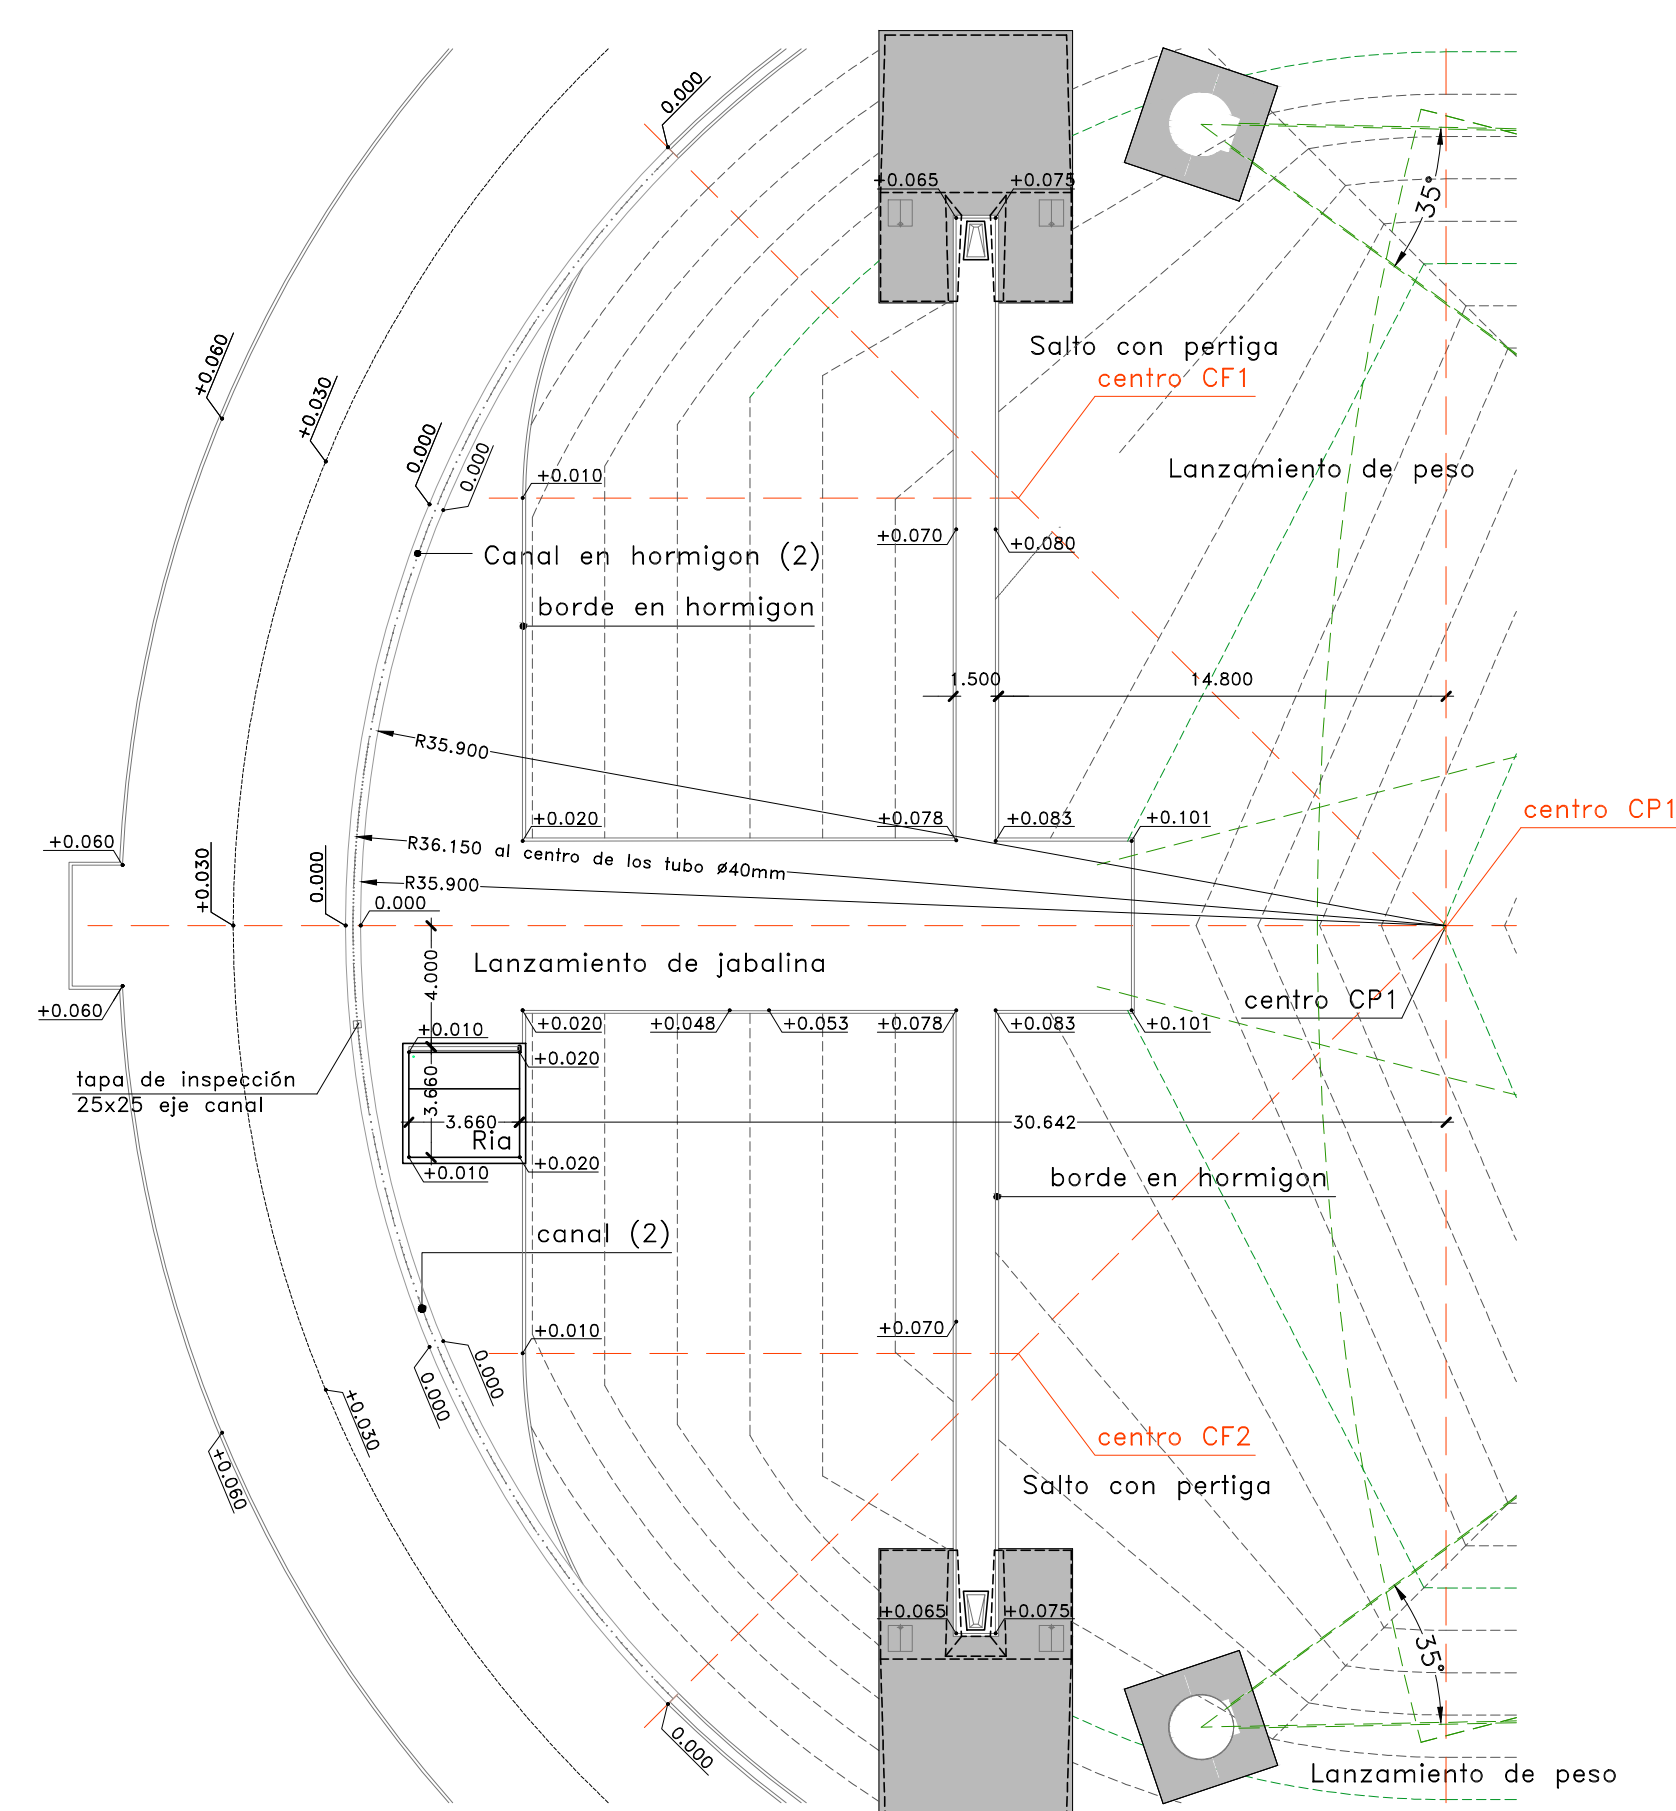 0.000
+0.065
+0.075
35°
+0.060
+0.030
Salto con pertiga
centro CF1
0.000
0.000
Lanzamiento de peso
+0.010
+0.070
+0.080
Canal en hormigon (2)
borde en hormigon
1.500
14.800
R35.900
centro CP1
+0.020
+0.078
+0.083
+0.101
+0.060
R36.150 al centro de los tubo ø40mm
+0.030
0.000
R35.900
0.000
4.000
Lanzamiento de jabalina
centro CP1
+0.060
+0.010
+0.020
+0.048
+0.053
+0.078
+0.083
+0.101
+0.020
tapa de inspección
25x25 eje canal
3.660
3.660
30.642
Ria
+0.010
+0.020
borde en hormigon
canal (2)
+0.010
+0.070
0.000
0.000
+0.030
centro CF2
+0.060
Salto con pertiga
+0.065
+0.075
35°
0.000
Lanzamiento de peso